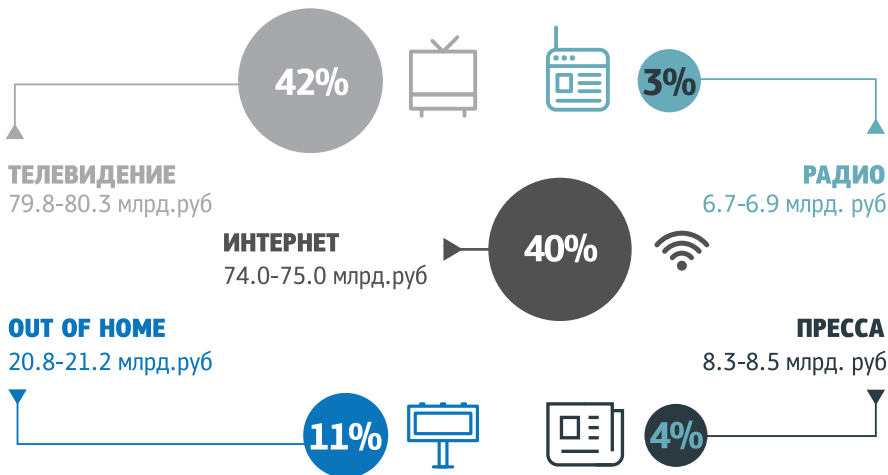 42%
3%
ТЕЛЕВИДЕНИЕ
79.8-80.3 млрд.руб
РАДИО
6.7-6.9 млрд. руб
ИНТЕРНЕТ
74.0-75.0 млрд.руб
40%
OUT OF HOME
20.8-21.2 млрд.руб
ПРЕССА
8.3-8.5 млрд. руб
11%
4%